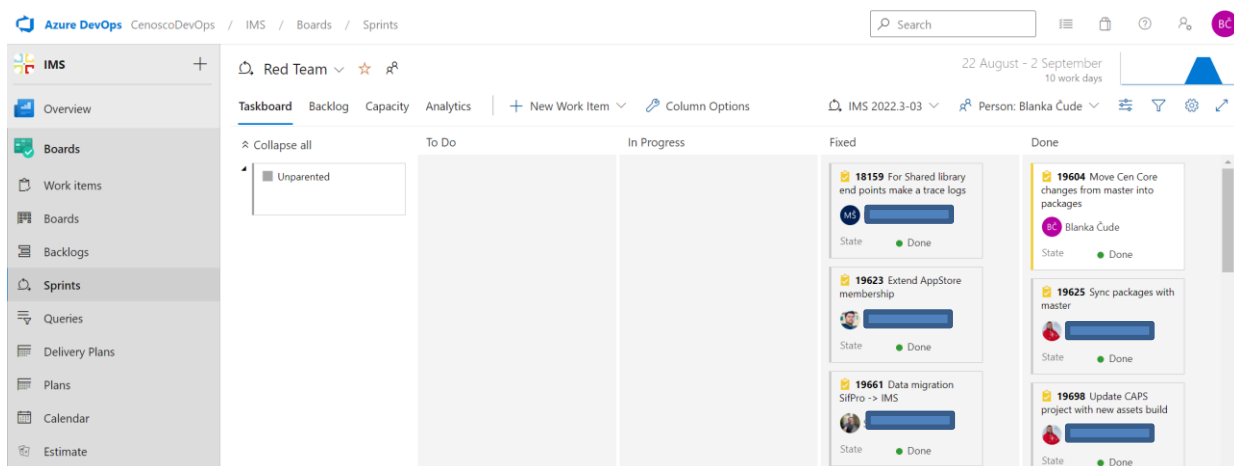 Azure DevOps CenoscoDevOps / IMS / Boards / Sprints
Search
BČ
IMS
Red Team
22 August - 2 September
10 work days
Overview
Taskboard Backlog Capacity Analytics New Work Item Column Options IMS 2022.3-03 Person: Blanka Čude
Boards
Work items
Boards
Backlogs
Sprints
Queries
Delivery Plans
Plans
Calendar
Estimate
Collapse all
To Do
In Progress
Fixed
Done
Unparented
18159 For Shared library
end points make a trace logs
MŠ
State Done
19623 Extend AppStore
membership
State Done
19661 Data migration
SifPro -> IMS
State Done
19604 Move Cen Core
changes from master into
packages
BČ Blanka Čude
State Done
19625 Sync packages with
master
State Done
19698 Update CAPS
project with new assets build
State Done